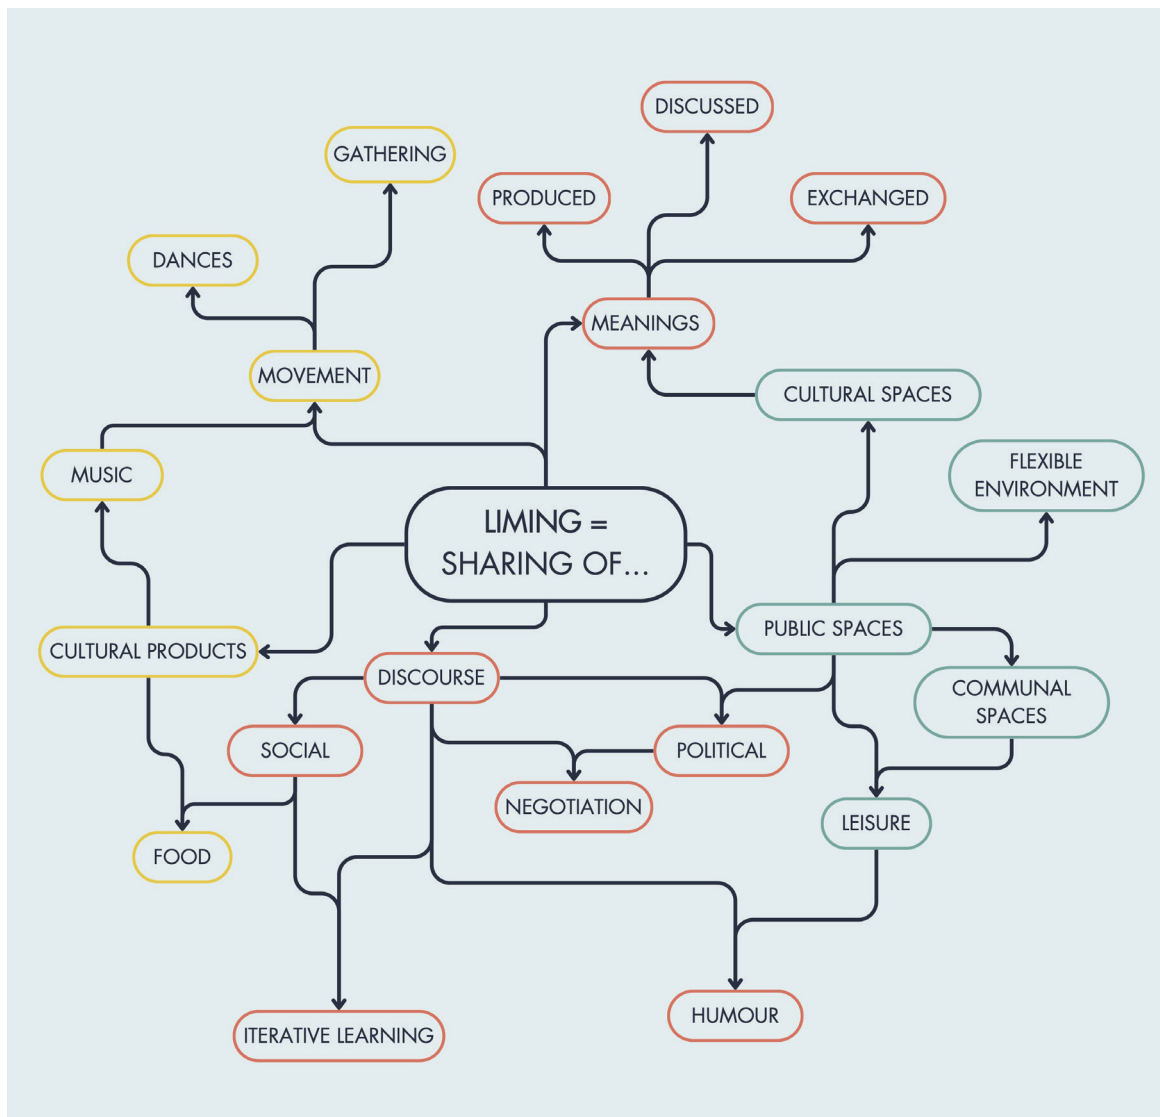 DISCUSSED
GATHERING
PRODUCED
EXCHANGED
DANCES
MEANINGS
MOVEMENT
CULTURAL SPACES
MUSIC
FLEXIBLE
ENVIRONMENT
LIMING =
SHARING OF...
PUBLIC SPACES
CULTURAL PRODUCTS
DISCOURSE
COMMUNAL
SPACES
SOCIAL
POLITICAL
NEGOTIATION
LEISURE
FOOD
HUMOUR
ITERATIVE LEARNING